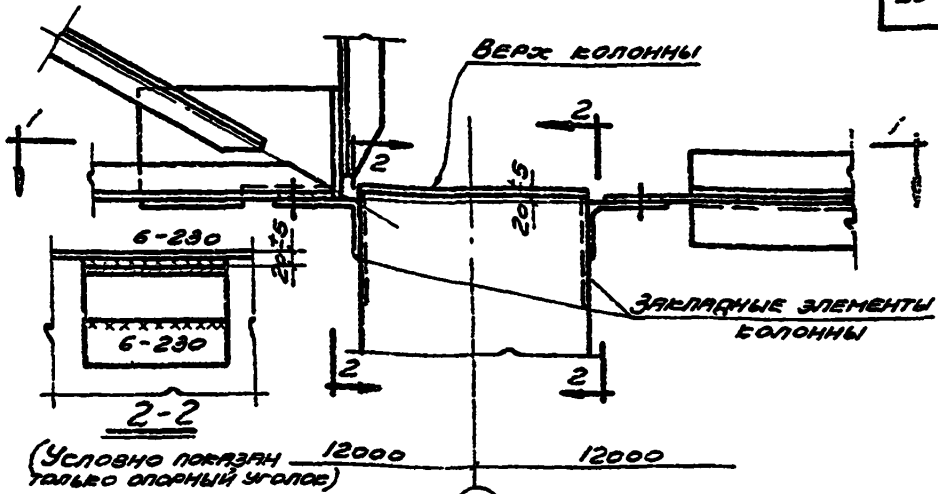 ВЕРХ КОЛОННЫ
1
2
2
1
20±5
6-230
20±5
ЗАКЛАДНЫЕ ЭЛЕМЕНТЫ
КОЛОННЫ
6-230
2
2
2-2
(УСЛОВНО ПОКАЗАН
ТОЛЬКО ОПОРНЫЙ УГОЛОК)
12000
12000